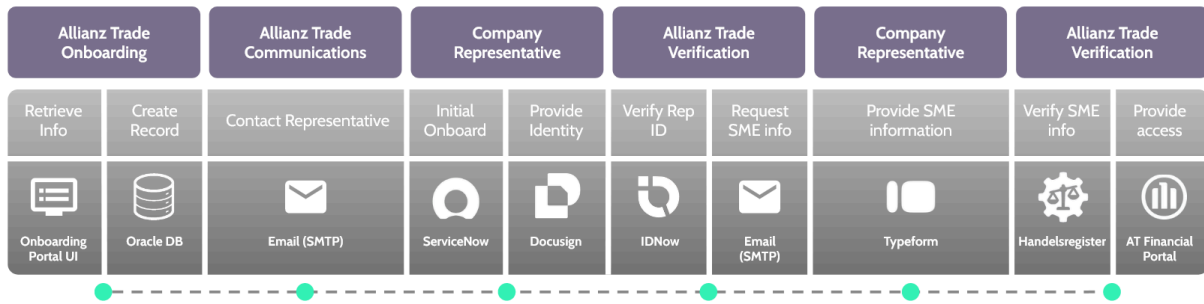 Allianz Trade
Onboarding
Allianz Trade
Communications
Company
Representative
Allianz Trade
Verification
Company
Representative
Allianz Trade
Verification
Retrieve
Info
Create
Record
Contact Representative
Initial
Onboard
Provide
Identity
Verify Rep
ID
Request
SME info
Provide SME
information
Verify SME
info
Provide
access
Onboarding
Portal UI
Oracle DB
Email (SMTP)
ServiceNow
Docusign
IDNow
Email
(SMTP)
Typeform
Handelsregister
AT Financial
Portal